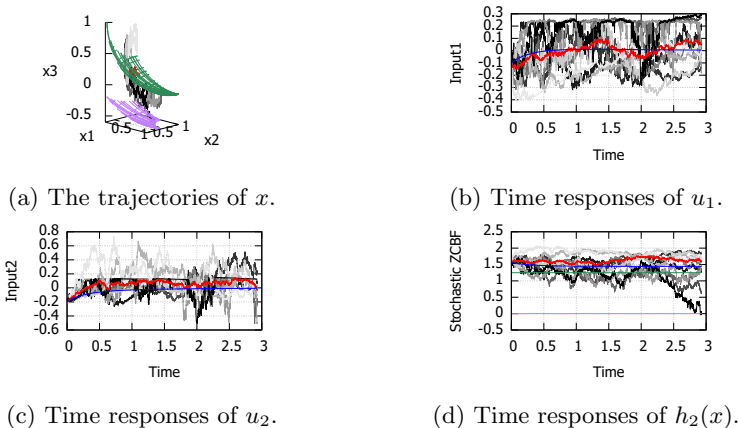 1
0.5
x3
0
-0.5
x1
0.5
0.5
1
x2
(a) The trajectories of x.
0.3
0.2
0.1
0
-0.1
-0.2
-0.3
-0.4
-0.5
Input1
0 0.5 1 1.5 2 2.5 3
Time
(b) Time responses of u₁.
0.8
0.6
0.4
0.2
0
-0.2
-0.4
-0.6
Input2
0 0.5 1 1.5 2 2.5 3
Time
(c) Time responses of u₂.
2.5
2
1.5
1
0.5
0
-0.5
Stochastic ZCBF
0 0.5 1 1.5 2 2.5 3
Time
(d) Time responses of h₂(x).